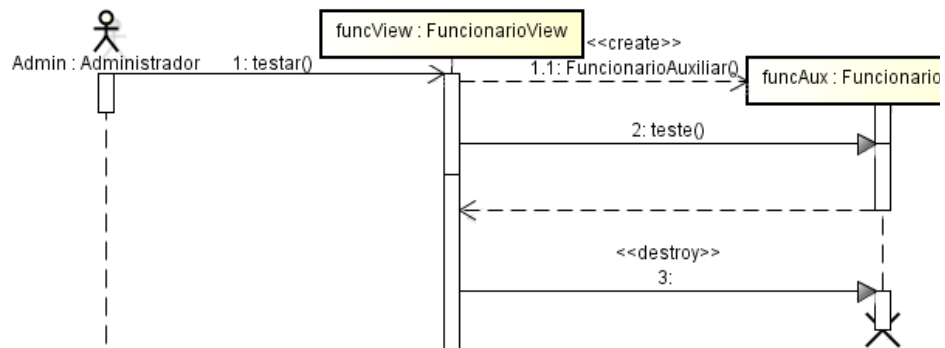 funcView : FuncionarioView
<<create>>
Admin : Administrador
1: testar()
1.1: FuncionarioAuxiliar()
funcAux : Funcionario
2: teste()
<<destroy>>
3: